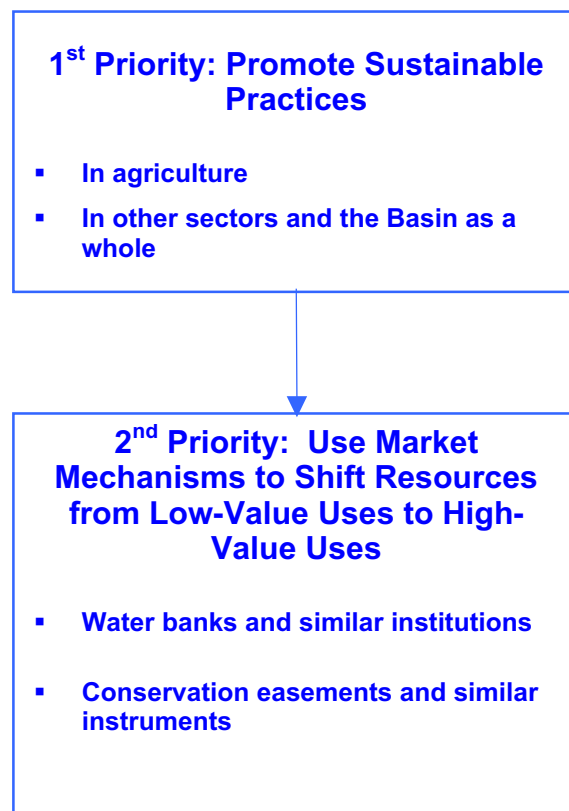 1st Priority: Promote Sustainable
Practices
▪ In agriculture
▪ In other sectors and the Basin as a
whole
2nd Priority: Use Market
Mechanisms to Shift Resources
from Low-Value Uses to High-
Value Uses
▪ Water banks and similar institutions
▪ Conservation easements and similar
instruments